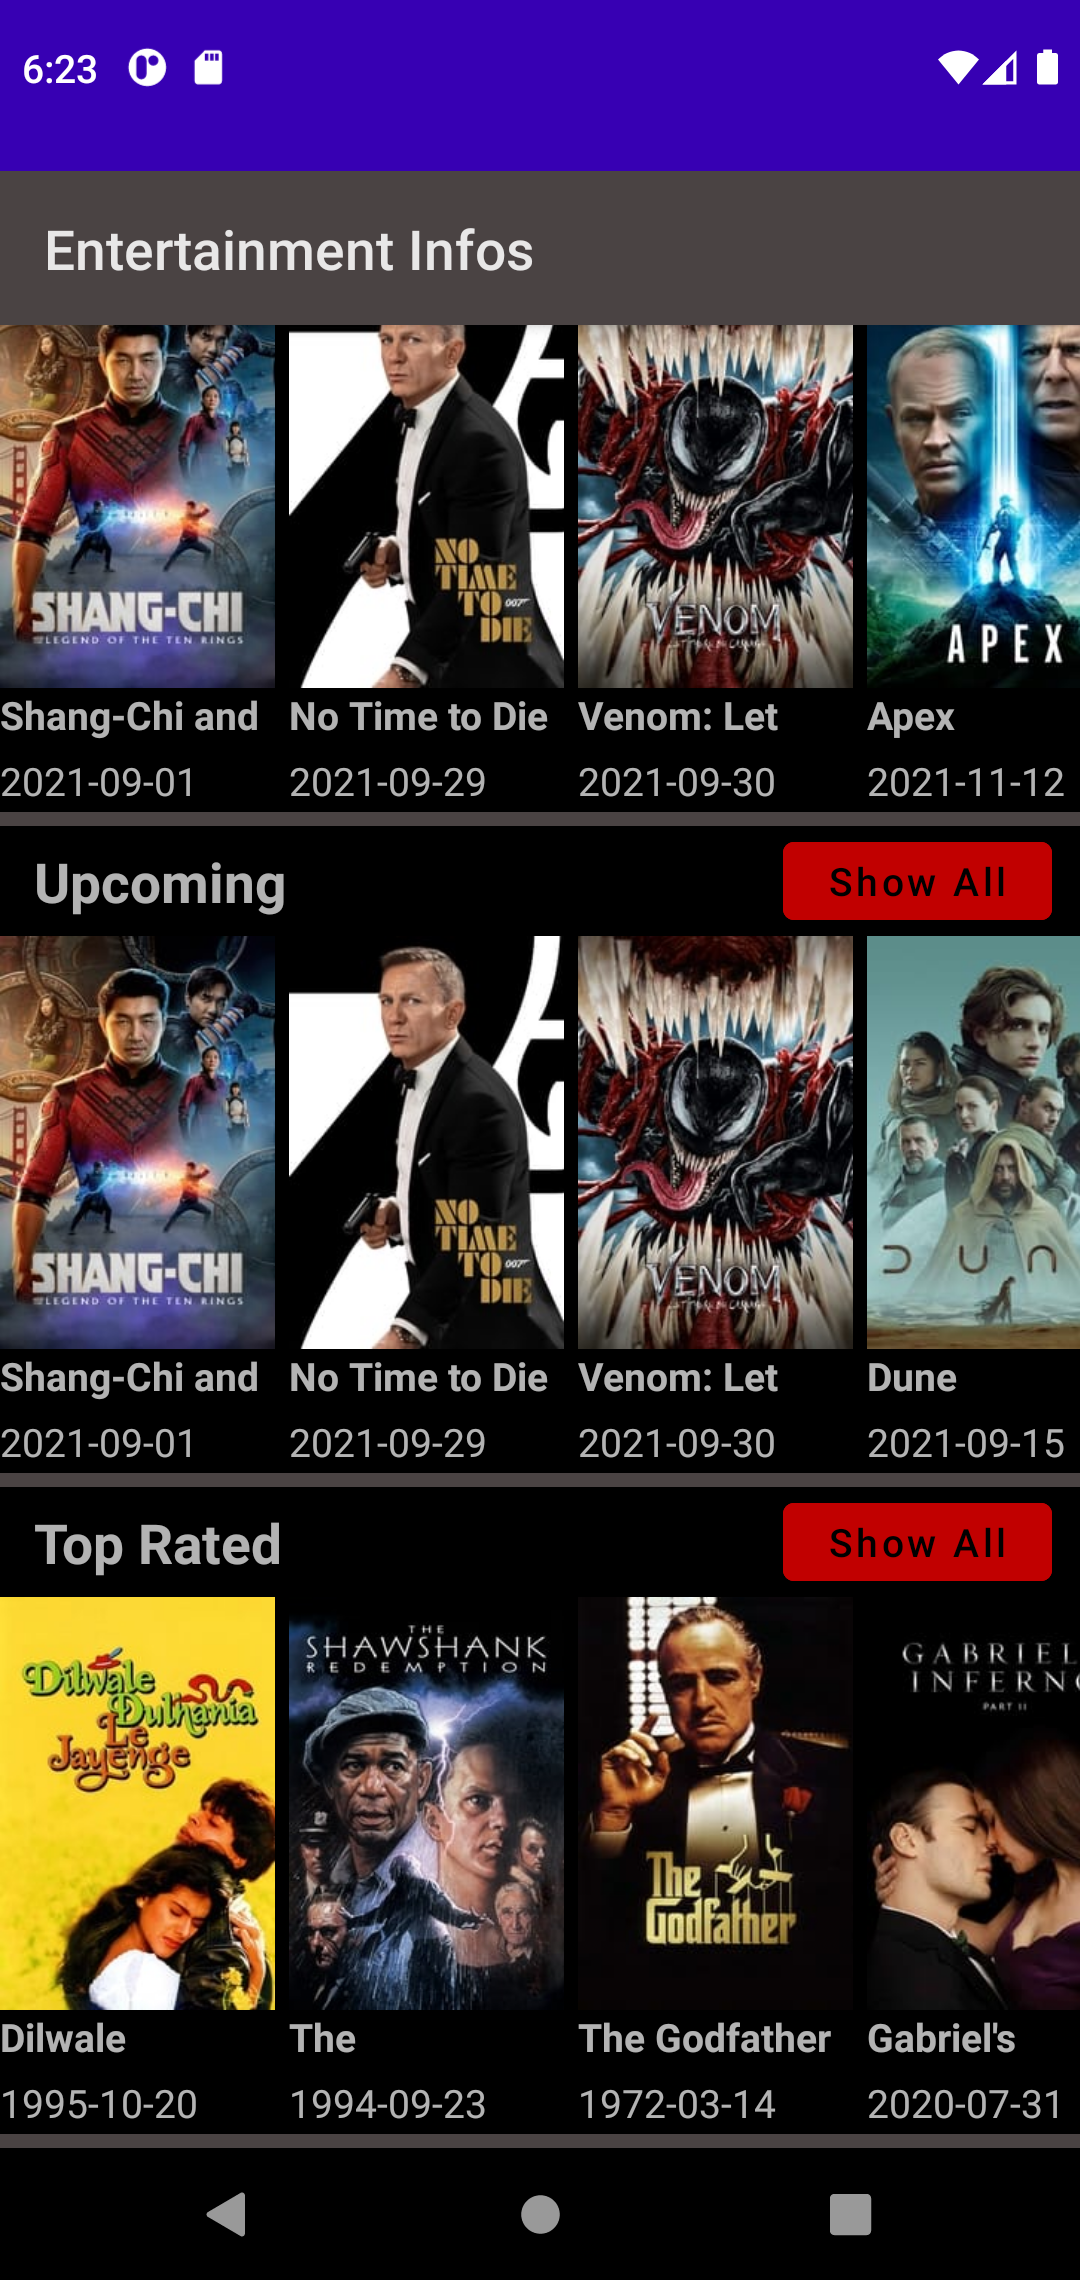 6:23
Entertainment Infos
SHANG-CHI
LEGEND OF THE TEN RINGS
NO
TIME
TO 007
DIE
VENOM
APEX
Shang-Chi and
No Time to Die
Venom: Let
Apex
2021-09-01
2021-09-29
2021-09-30
2021-11-12
Upcoming
Show All
SHANG-CHI
LEGEND OF THE TEN RINGS
NO
TIME
TO 007
DIE
VENOM
DUN
Shang-Chi and
No Time to Die
Venom: Let
Dune
2021-09-01
2021-09-29
2021-09-30
2021-09-15
Top Rated
Show All
Dilwale
Dulhania
Le
Jayenge
THE
SHAWSHANK
REDEMPTION
The
Godfather
GABRIEL
INFERNO
PART II
Dilwale
The
The Godfather
Gabriel's
1995-10-20
1994-09-23
1972-03-14
2020-07-31